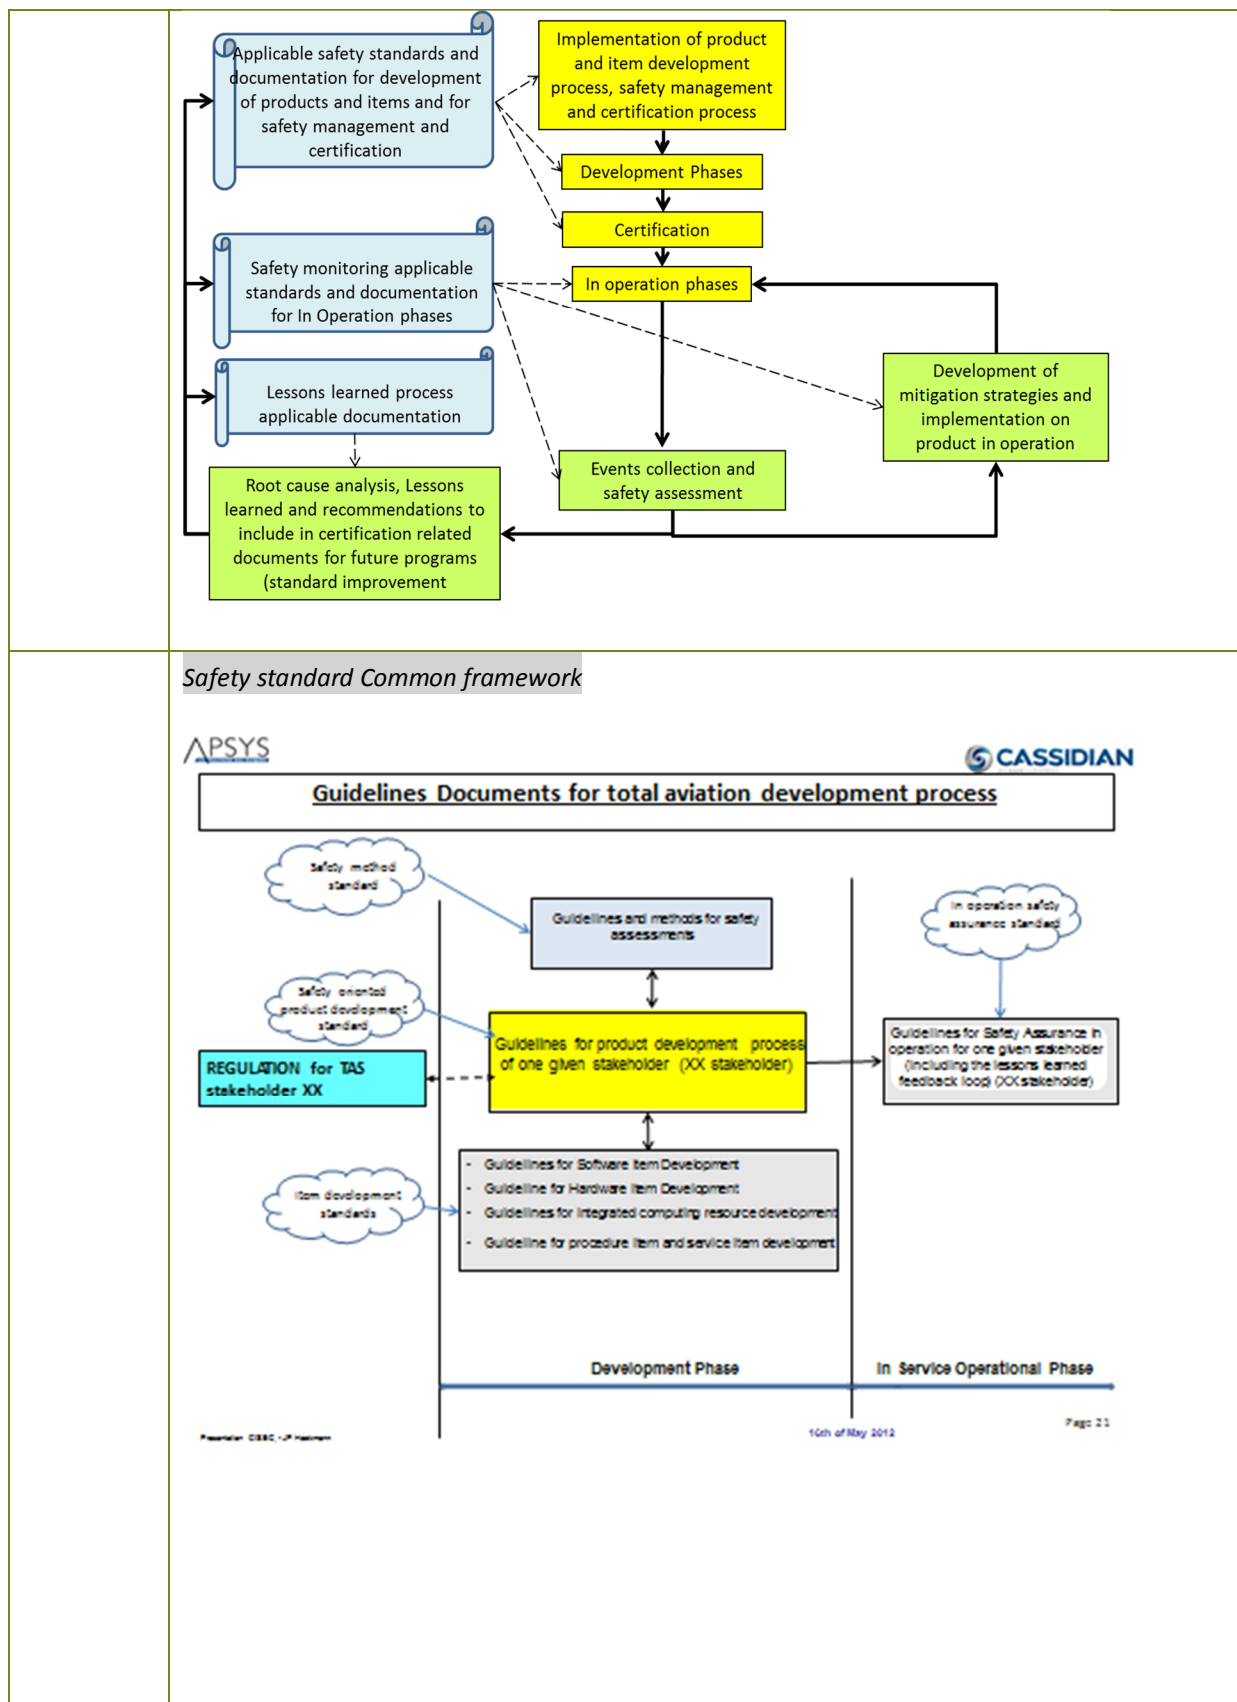 Applicable safety standards and
documentation for development
of products and items and for
safety management and
certification
Implementation of product
and item development
process, safety management
and certification process
Development Phases
Certification
Safety monitoring applicable
standards and documentation
for In Operation phases
In operation phases
Lessons learned process
applicable documentation
Development of
mitigation strategies and
implementation on
product in operation
Events collection and
safety assessment
Root cause analysis, Lessons
learned and recommendations to
include in certification related
documents for future programs
(standard improvement
Safety standard Common framework
APSYS
CASSIDIAN
Guidelines Documents for total aviation development process
Safety method
standard
Guidelines and methods for safety
assessments
In operation safety
assurance standard
Safety oriented
product development
standard
Guidelines for product development process
of one given stakeholder (XX stakeholder)
Guidelines for Safety Assurance in
operation for one given stakeholder
(including the lessons learned
feedback loop) (XX stakeholder)
REGULATION for TAS
stakeholder XX
Item development
standards
- Guidelines for Software Item Development
- Guideline for Hardware Item Development
- Guidelines for Integrated computing resource development
- Guideline for procedure item and service item development
Development Phase
In Service Operational Phase
Presentation
16th of May 2012
Page 21